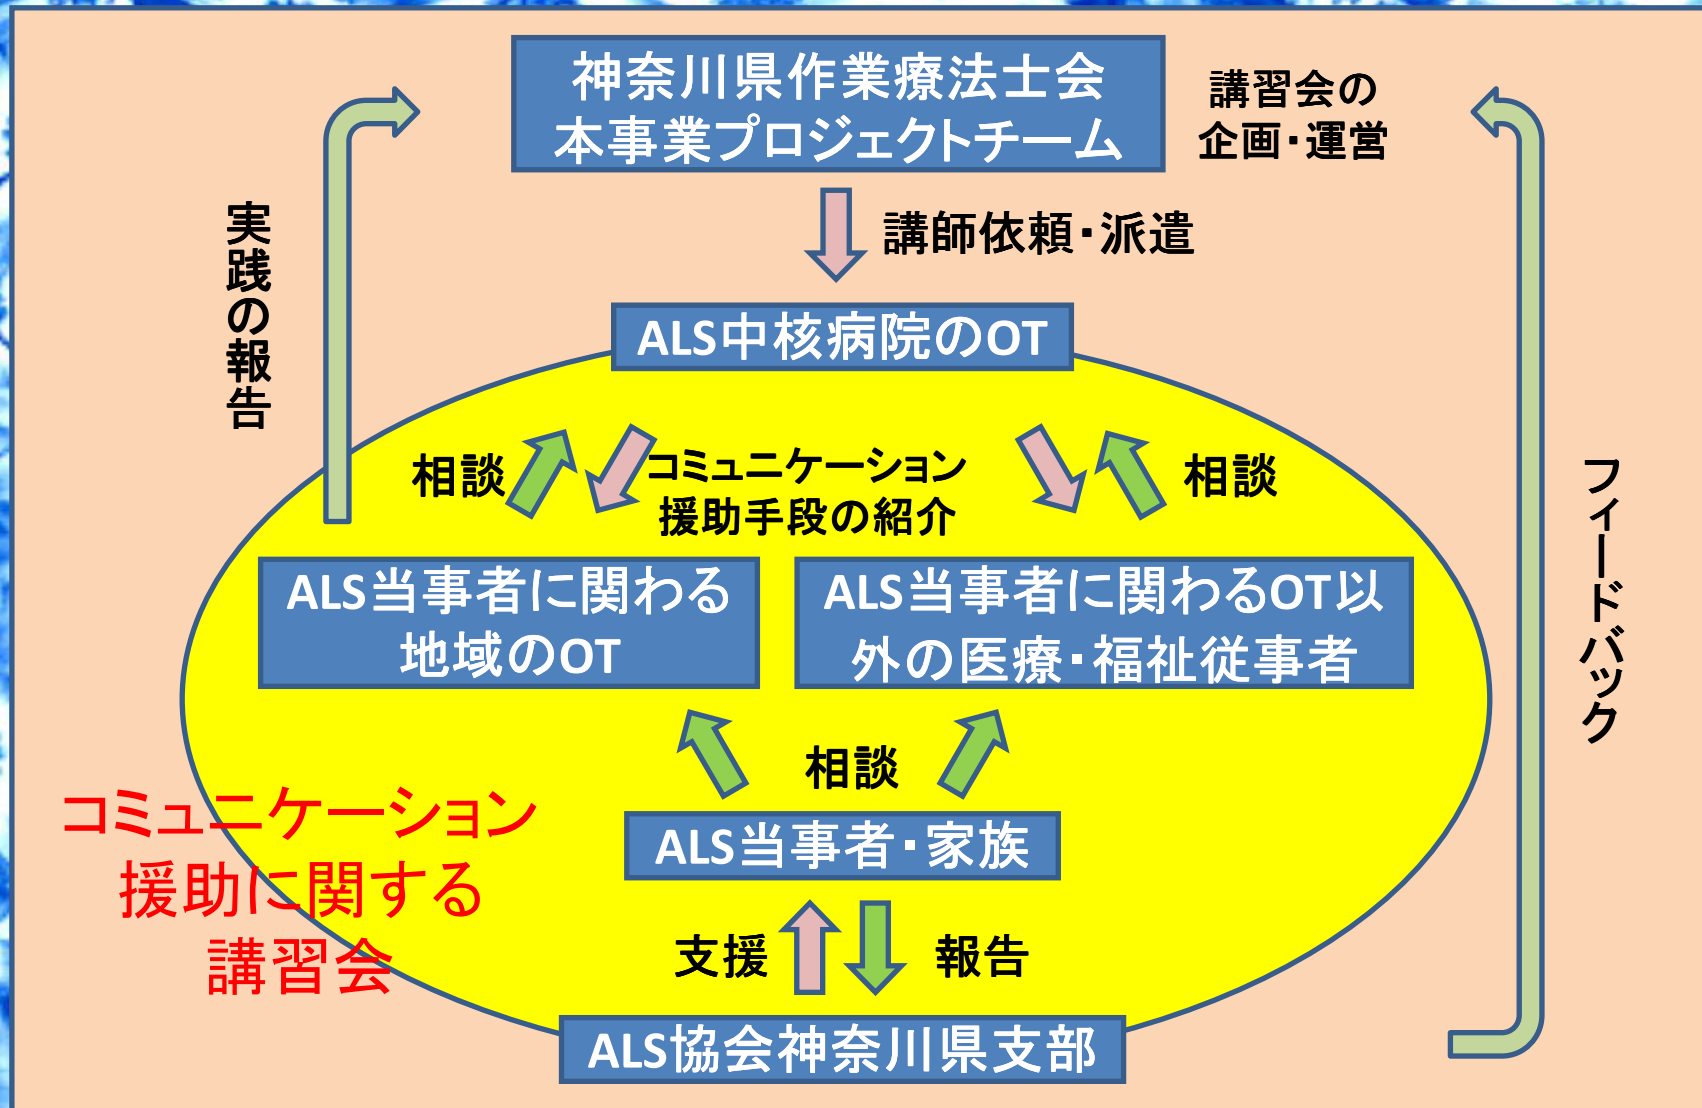 神奈川県作業療法士会
本事業プロジェクトチーム
講習会の
企画・運営
講師依頼・派遣
実践の報告
ALS中核病院のOT
相談
コミュニケーション
援助手段の紹介
相談
フィードバック
ALS当事者に関わる
地域のOT
ALS当事者に関わるOT以
外の医療・福祉従事者
相談
コミュニケーション
援助に関する
講習会
ALS当事者・家族
支援
報告
ALS協会神奈川県支部